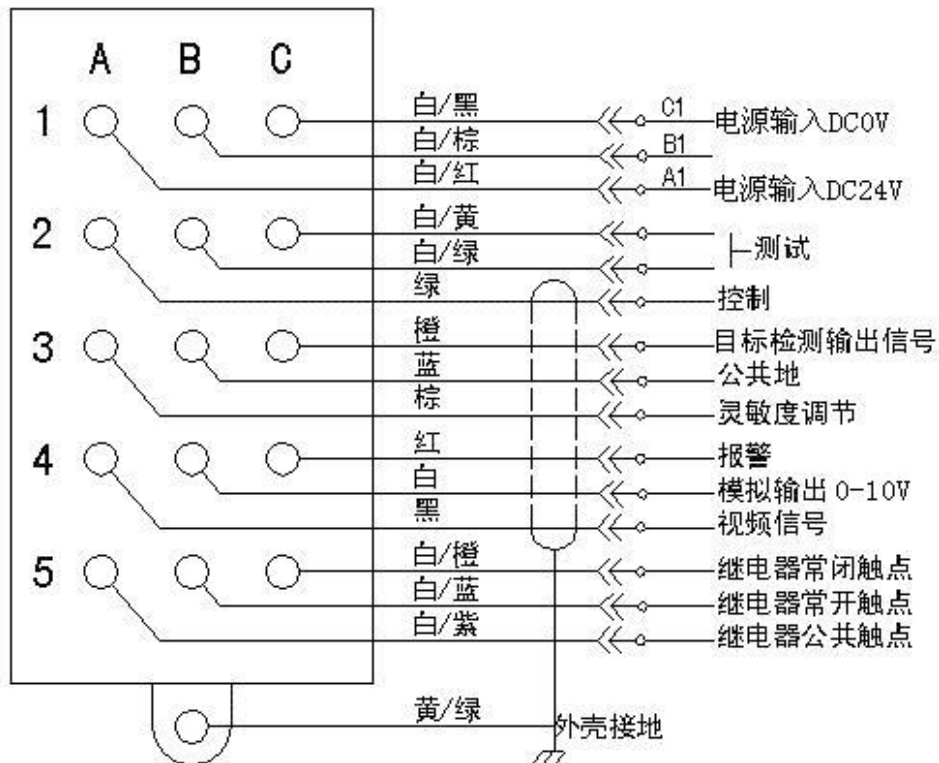 A B C
1
白/黑 C1 电源输入DC0V
白/棕 B1
白/红 A1 电源输入DC24V
2
白/黄
白/绿 测试
绿 控制
3
橙 目标检测输出信号
蓝 公共地
棕 灵敏度调节
4
红 报警
白 模拟输出0-10V
黑 视频信号
5
白/橙 继电器常闭触点
白/蓝 继电器常开触点
白/紫 继电器公共触点
黄/绿 外壳接地